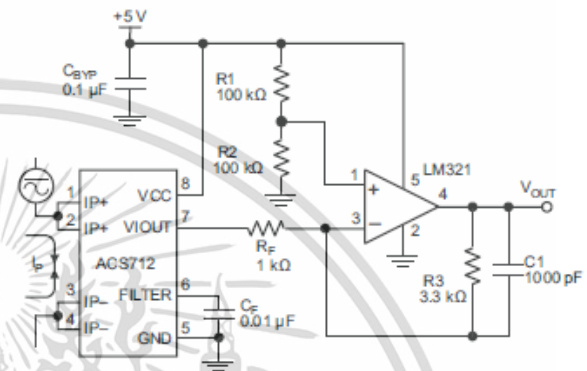 +5 V
CBYP
0.1 µF
R1
100 kΩ
R2
100 kΩ
LM321
1
5
4
VOUT
3
2
+
–
8
VCC
1
IP+
2
IP+
7
VIOUT
RF
1 kΩ
ACS712
IP
R3
3.3 kΩ
C1
1000 pF
3
IP–
4
IP–
6
FILTER
CF
0.01 µF
5
GND